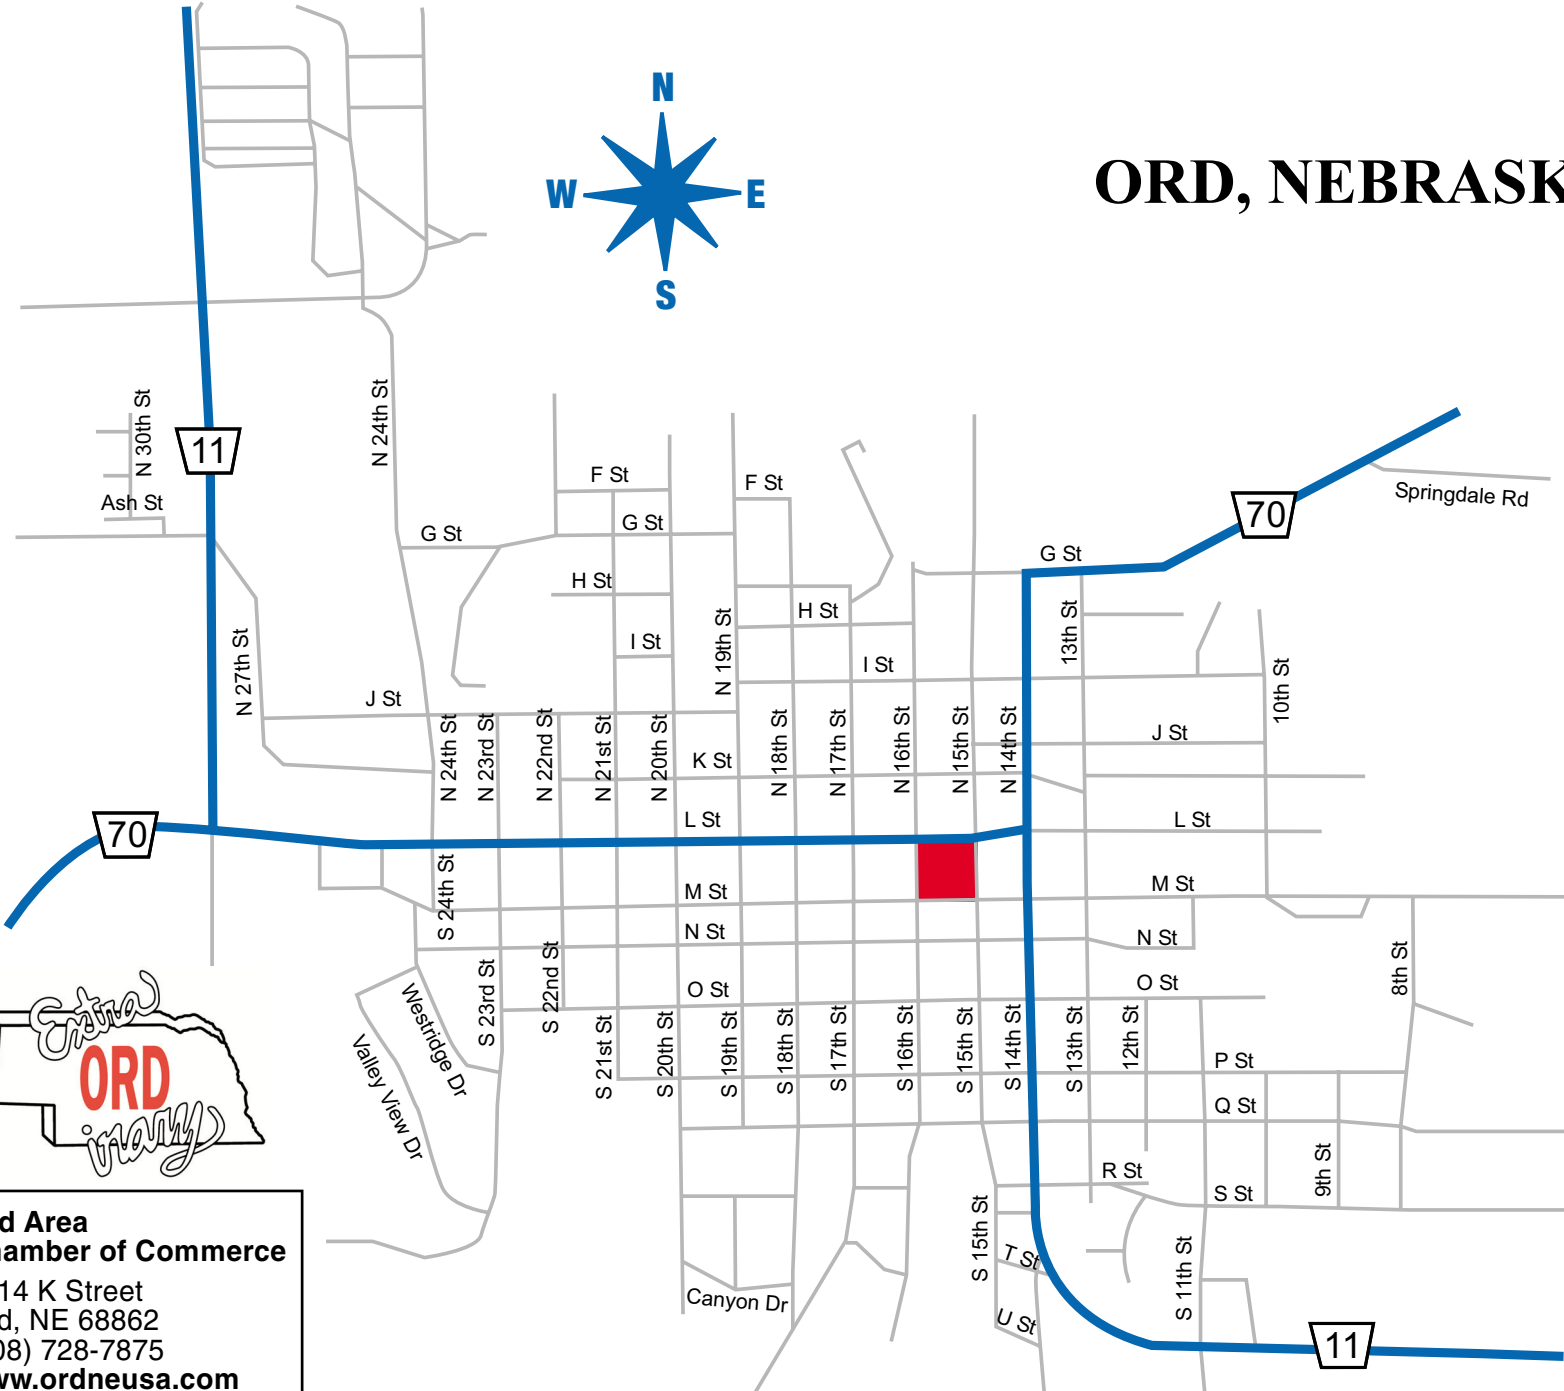 N
W
E
S
ORD, NEBRASK
N 30th St
11
N 24th St
Ash St
F St
F St
G St
G St
70
Springdale Rd
G St
H St
H St
I St
I St
N 19th St
13th St
N 27th St
10th St
J St
J St
N 24th St
N 23rd St
N 22nd St
N 21st St
N 20th St
K St
N 18th St
N 17th St
N 16th St
N 15th St
N 14th St
70
L St
L St
S 24th St
M St
M St
N St
N St
S 23rd St
S 22nd St
O St
O St
8th St
Westridge Dr
Valley View Dr
S 21st St
S 20th St
S 19th St
S 18th St
S 17th St
S 16th St
S 15th St
S 14th St
S 13th St
12th St
P St
Q St
R St
S St
9th St
S 15th St
T St
U St
S 11th St
Canyon Dr
11
Extra
ORD
inary
d Area
amber of Commerce
14 K Street
d, NE 68862
08) 728-7875
ww.ordneusa.com